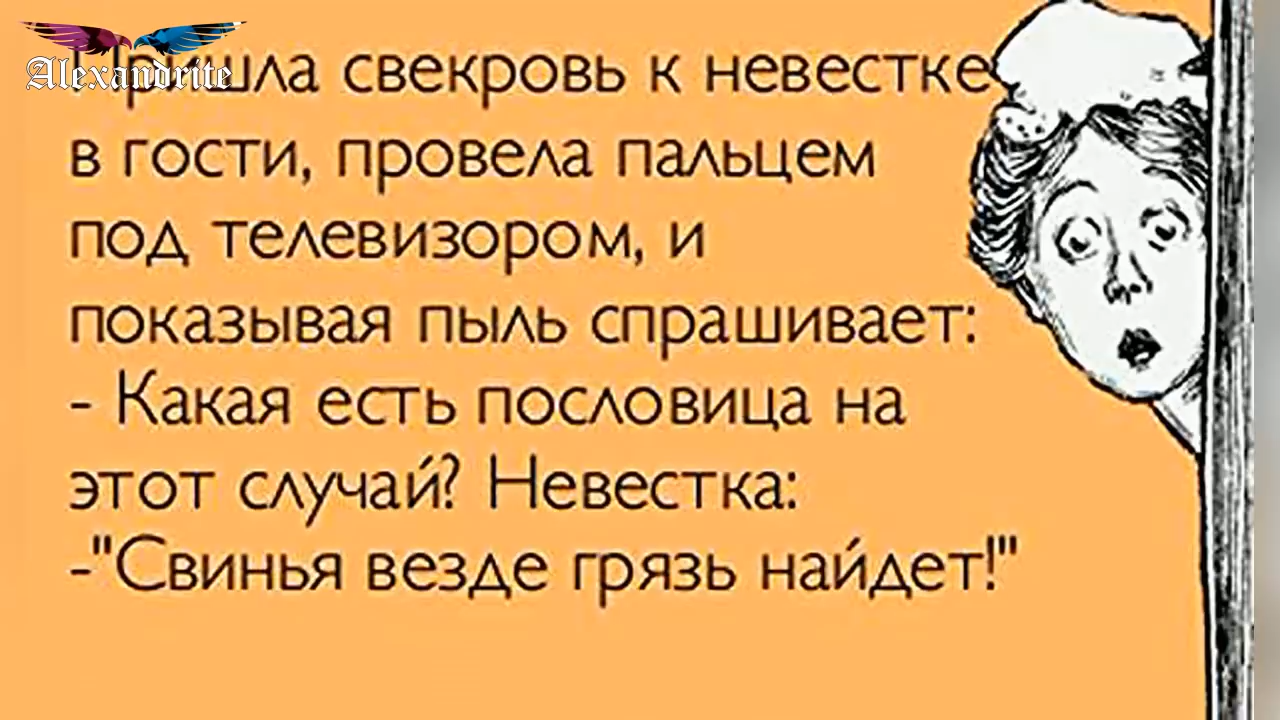 Alexandrite
Пришла свекровь к невестке
в гости, провела пальцем
под телевизором, и
показывая пыль спрашивает:
- Какая есть пословица на
этот случай? Невестка:
-"Свинья везде грязь найдет!"